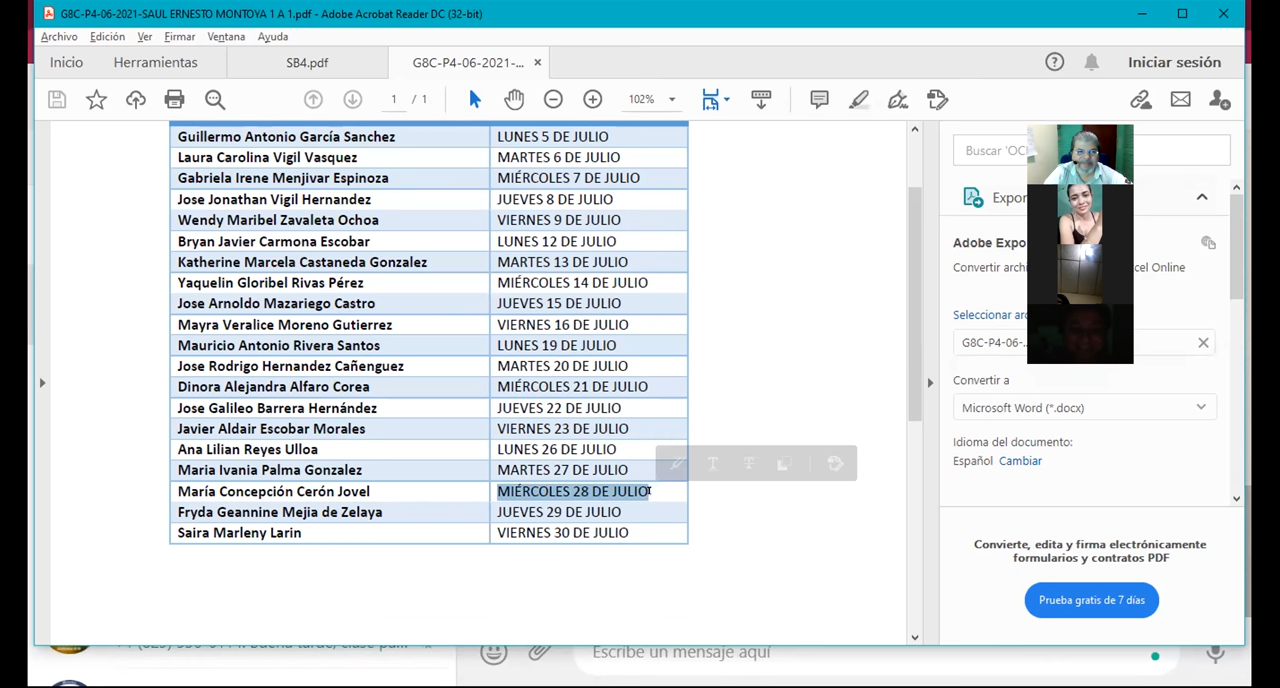 G8C-P4-06-2021-SAUL ERNESTO MONTOYA 1 A 1.pdf - Adobe Acrobat Reader DC (32-bit)
Archivo Edición Ver Firmar Ventana Ayuda
Inicio Herramientas SB4.pdf G8C-P4-06-2021-... Iniciar sesión
1 / 1 102%
Guillermo Antonio García Sanchez LUNES 5 DE JULIO
Laura Carolina Vigil Vasquez MARTES 6 DE JULIO
Gabriela Irene Menjivar Espinoza MIÉRCOLES 7 DE JULIO
Jose Jonathan Vigil Hernandez JUEVES 8 DE JULIO
Wendy Maribel Zavaleta Ochoa VIERNES 9 DE JULIO
Bryan Javier Carmona Escobar LUNES 12 DE JULIO
Katherine Marcela Castaneda Gonzalez MARTES 13 DE JULIO
Yaquelin Gloribel Rivas Pérez MIÉRCOLES 14 DE JULIO
Jose Arnoldo Mazariego Castro JUEVES 15 DE JULIO
Mayra Veralice Moreno Gutierrez VIERNES 16 DE JULIO
Mauricio Antonio Rivera Santos LUNES 19 DE JULIO
Jose Rodrigo Hernandez Cañenguez MARTES 20 DE JULIO
Dinora Alejandra Alfaro Corea MIÉRCOLES 21 DE JULIO
Jose Galileo Barrera Hernández JUEVES 22 DE JULIO
Javier Aldair Escobar Morales VIERNES 23 DE JULIO
Ana Lilian Reyes Ulloa LUNES 26 DE JULIO
Maria Ivania Palma Gonzalez MARTES 27 DE JULIO
María Concepción Cerón Jovel MIÉRCOLES 28 DE JULIO
Fryda Geannine Mejia de Zelaya JUEVES 29 DE JULIO
Saira Marleny Larin VIERNES 30 DE JULIO
Buscar 'OC
Expor
Adobe Expo
Convertir archi cel Online
Seleccionar arc
G8C-P4-06-..
Convertir a
Microsoft Word (*.docx)
Idioma del documento:
Español Cambiar
Convierte, edita y firma electrónicamente
formularios y contratos PDF
Prueba gratis de 7 días
Escribe un mensaje aquí